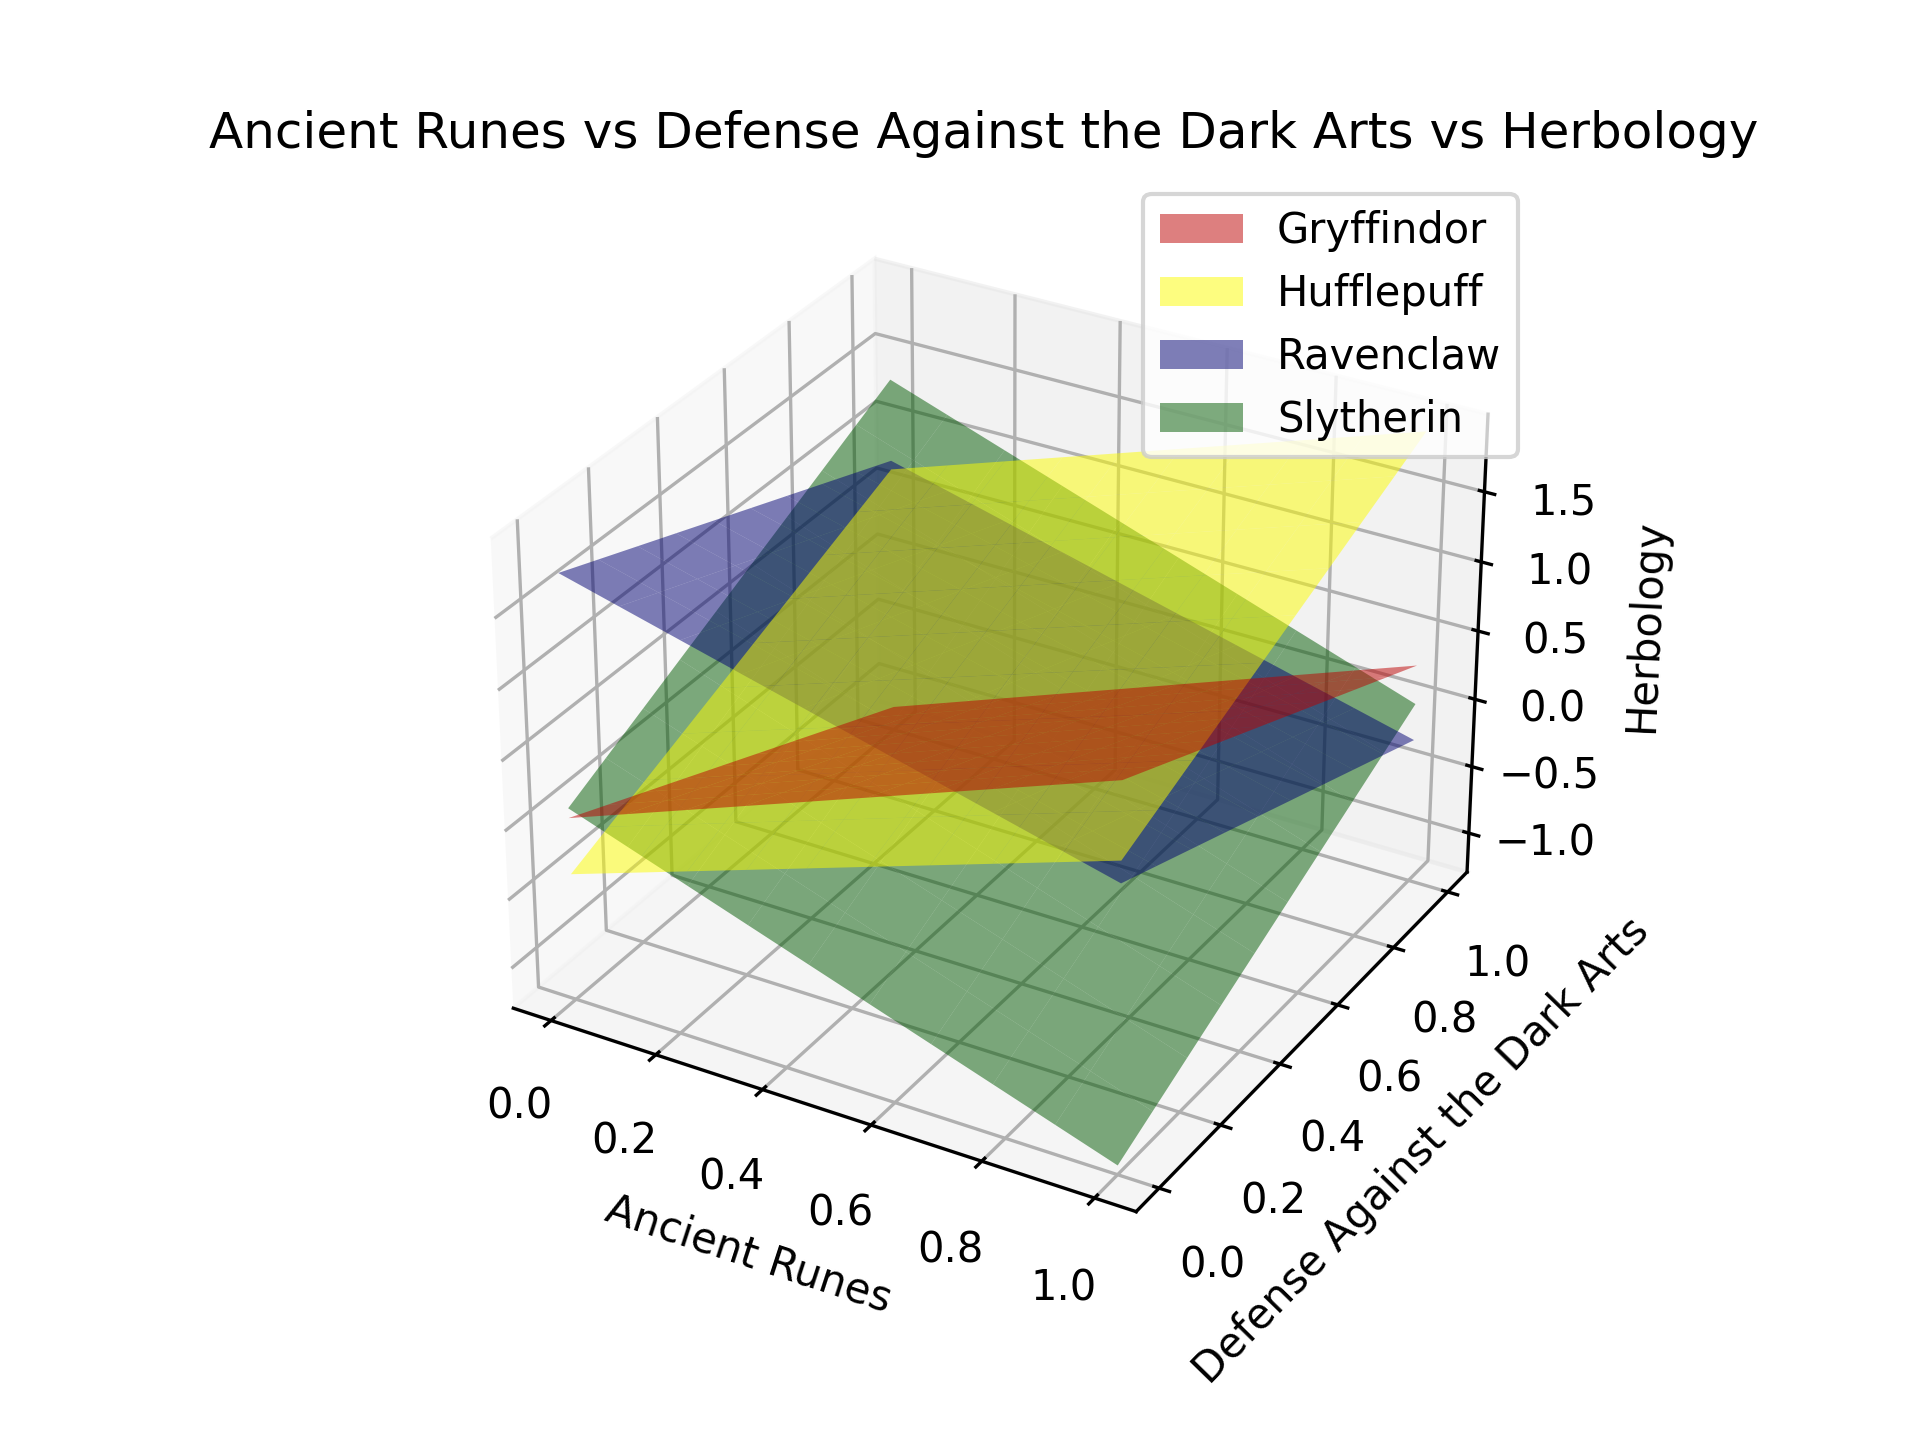 Ancient Runes vs Defense Against the Dark Arts vs Herbology
Gryffindor
Hufflepuff
Ravenclaw
Slytherin
1.5
1.0
0.5
0.0
−0.5
−1.0
Herbology
0.0
0.2
0.4
0.6
0.8
1.0
Ancient Runes
0.0
0.2
0.4
0.6
0.8
1.0
Defense Against the Dark Arts